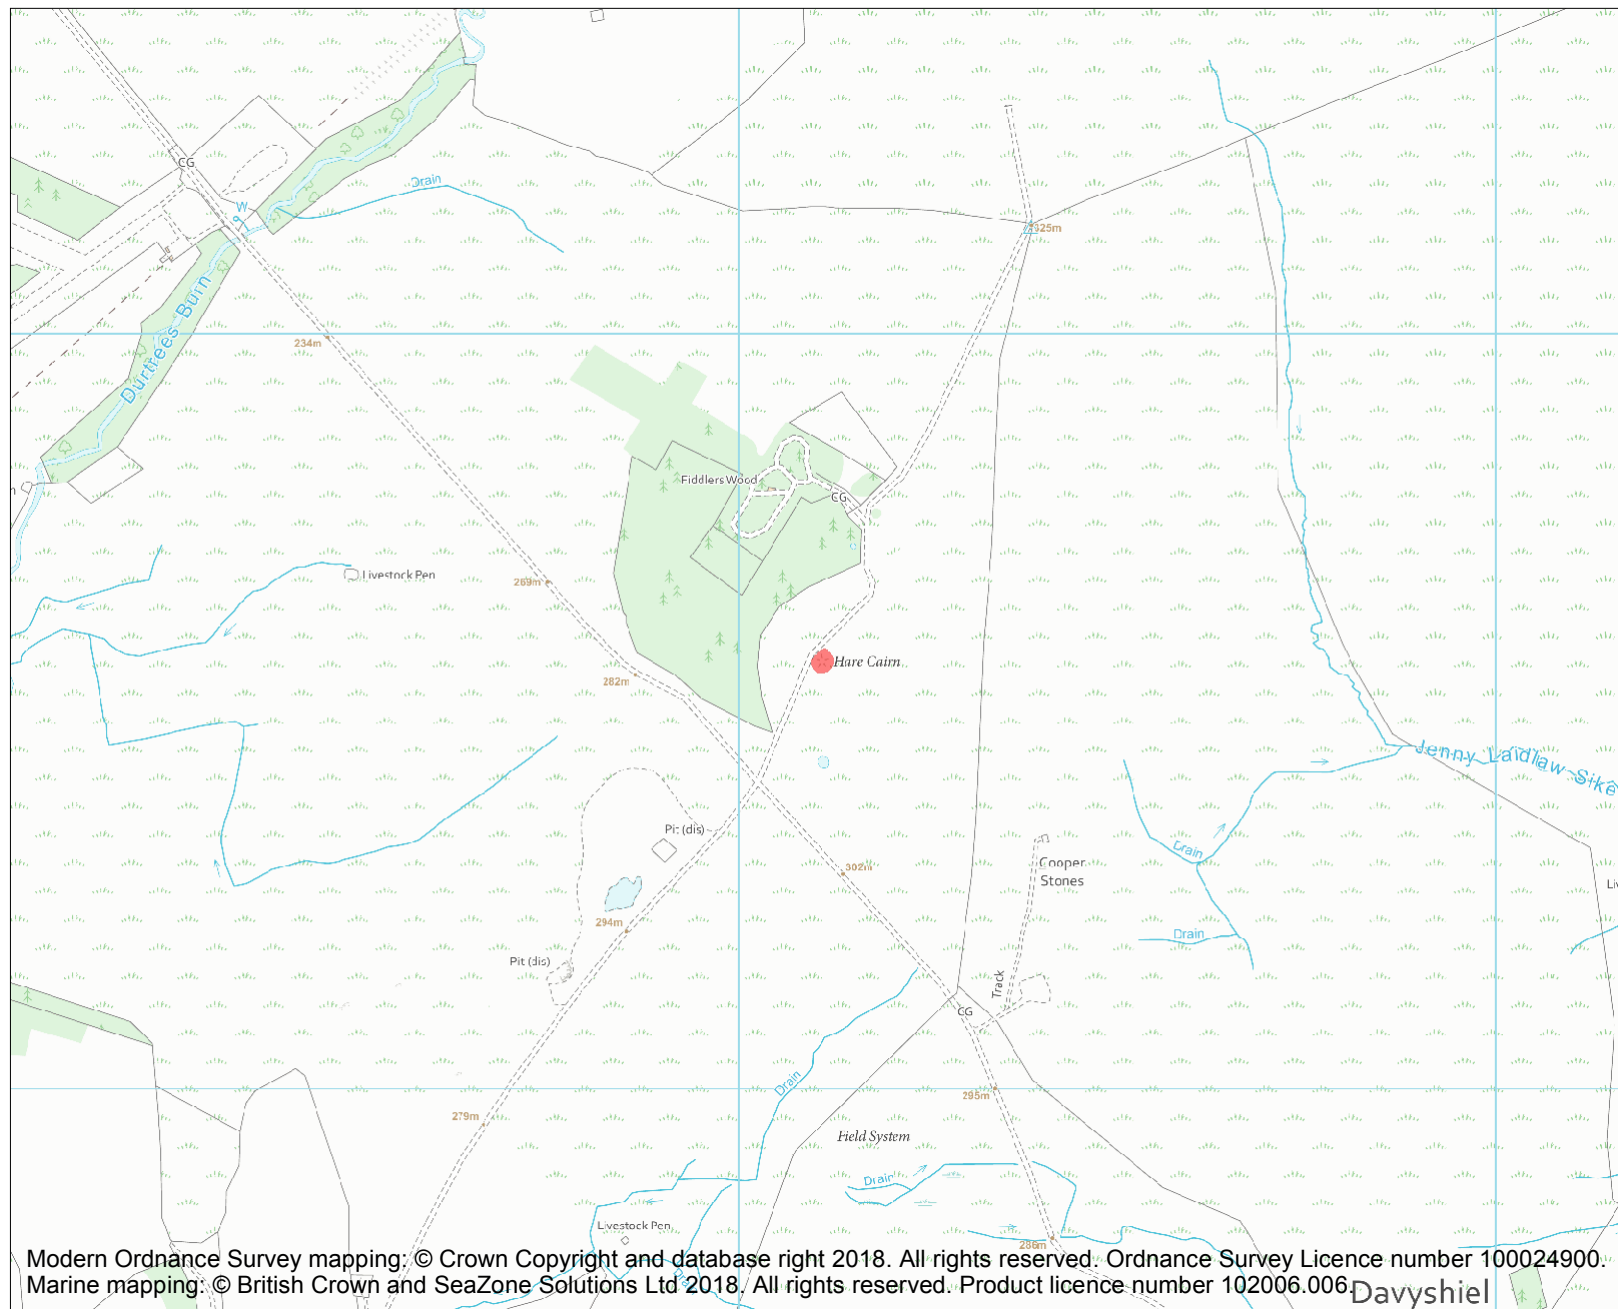 CG
Drain
W
325m
Durtrees Burn
234m
Fiddlers Wood
CG
Livestock Pen
269m
Hare Cairn
282m
Jenny Laidlaw Sike
Pit (dis)
302m
Cooper
Stones
Drain
294m
Drain
Pit (dis)
Track
CG
Drain
295m
279m
Field System
Drain
Livestock Pen
286m
Drain
Modern Ordnance Survey mapping: © Crown Copyright and database right 2018. All rights reserved. Ordnance Survey Licence number 100024900.
Marine mapping: © British Crown and SeaZone Solutions Ltd 2018. All rights reserved. Product licence number 102006.006.
Davyshiel